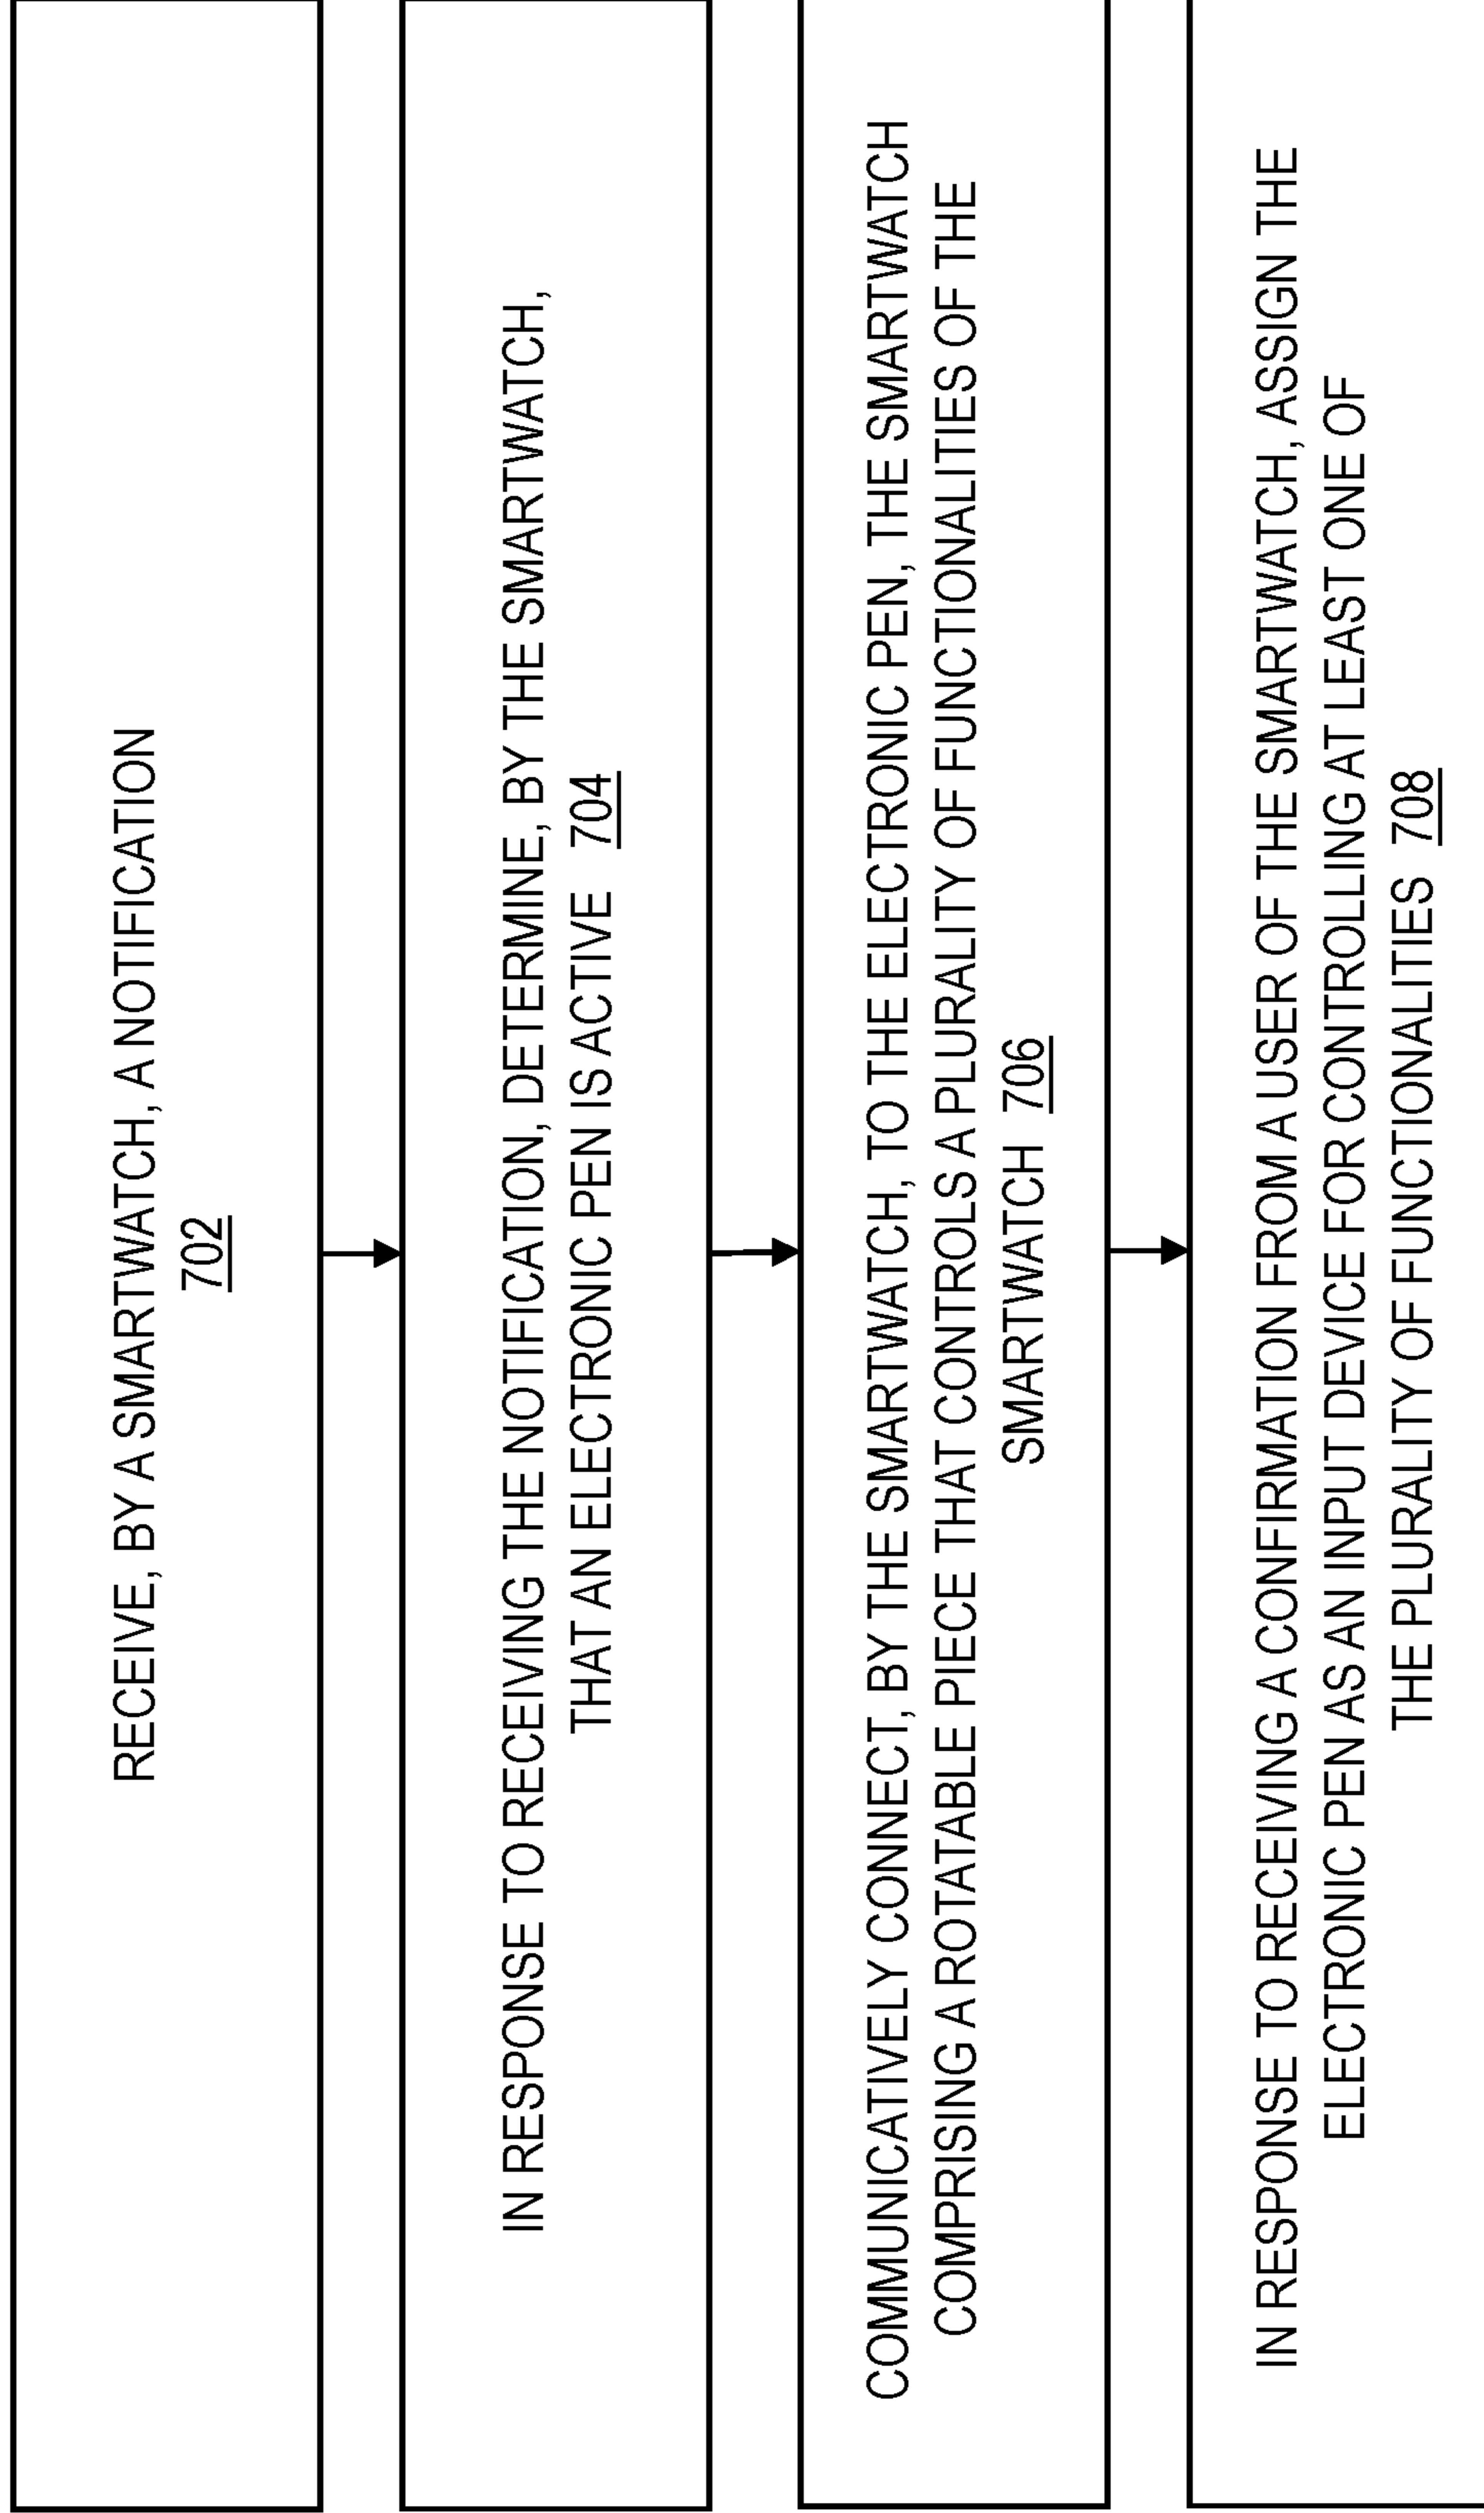 RECEIVE, BY A SMARTWATCH, A NOTIFICATION
702
IN RESPONSE TO RECEIVING THE NOTIFICATION, DETERMINE, BY THE SMARTWATCH,
THAT AN ELECTRONIC PEN IS ACTIVE 704
COMMUNICATIVELY CONNECT, BY THE SMARTWATCH, TO THE ELECTRONIC PEN, THE SMARTWATCH
COMPRISING A ROTATABLE PIECE THAT CONTROLS A PLURALITY OF FUNCTIONALITIES OF THE
SMARTWATCH 706
IN RESPONSE TO RECEIVING A CONFIRMATION FROM A USER OF THE SMARTWATCH, ASSIGN THE
ELECTRONIC PEN AS AN INPUT DEVICE FOR CONTROLLING AT LEAST ONE OF
THE PLURALITY OF FUNCTIONALITIES 708